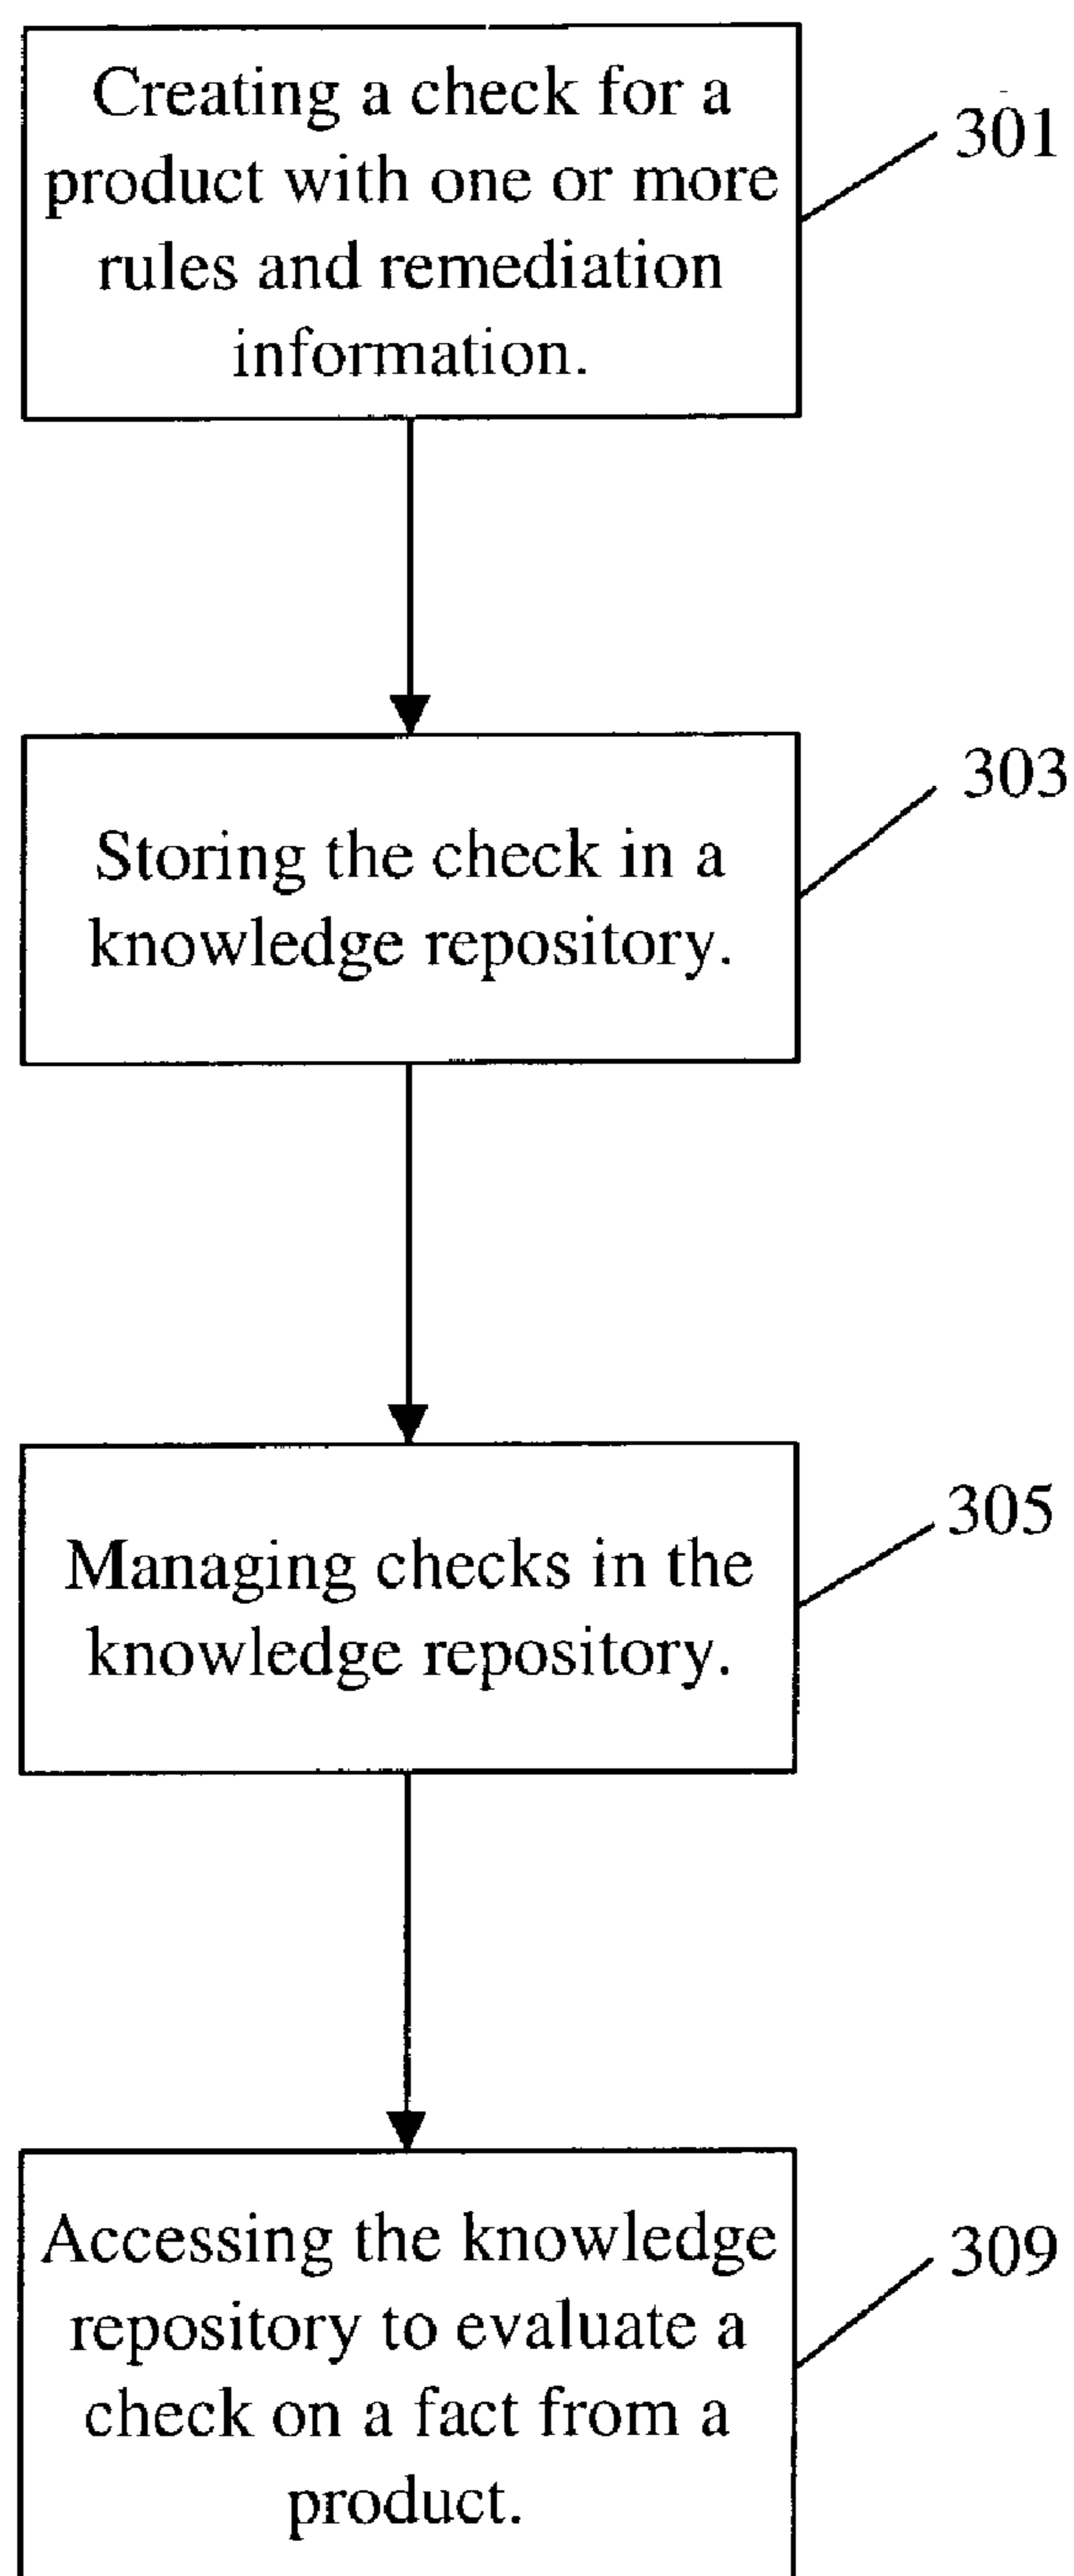 Creating a check for a
product with one or more
rules and remediation
information.
301
Storing the check in a
knowledge repository.
303
Managing checks in the
knowledge repository.
305
Accessing the knowledge
repository to evaluate a
check on a fact from a
product.
309